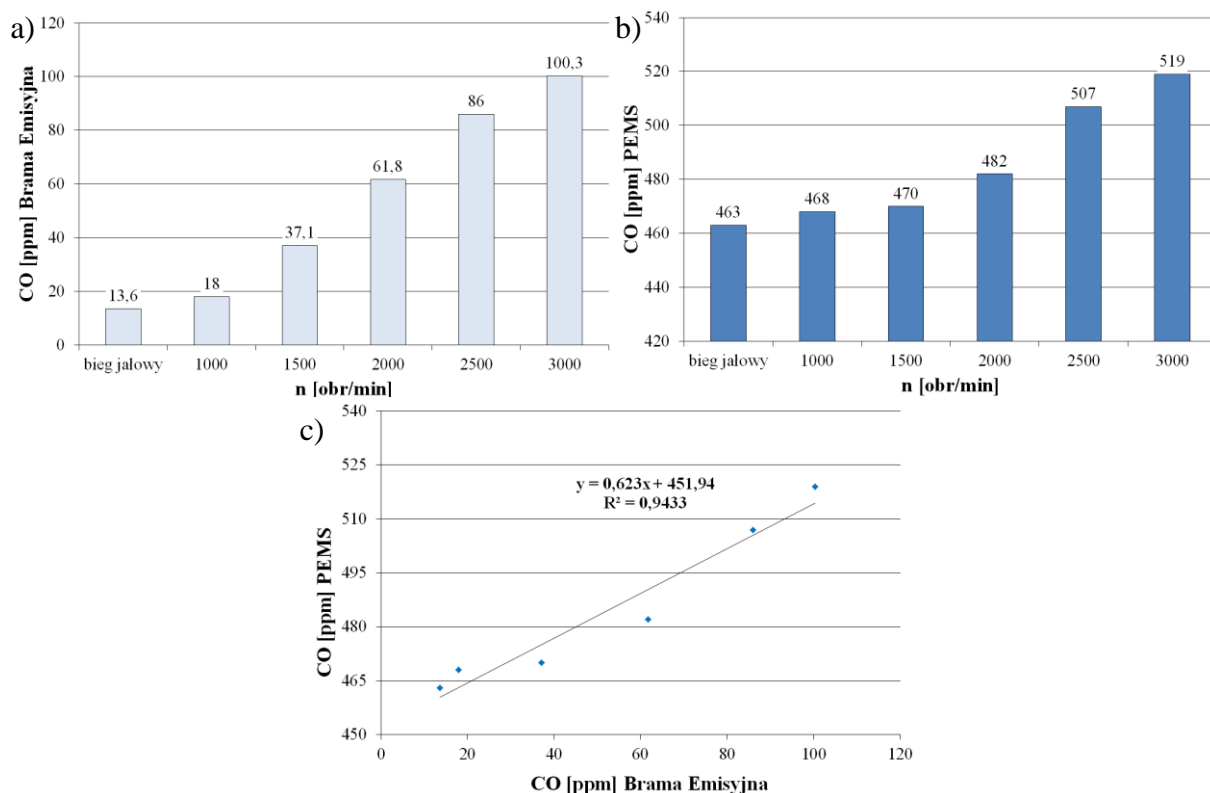 a)
CO [ppm] Brama Emisyjna
120
100
80
60
40
20
0
13,6
18
37,1
61,8
86
100,3
bieg jałowy 1000 1500 2000 2500 3000
n [obr/min]
b)
CO [ppm] PEMS
540
520
500
480
460
440
420
463
468
470
482
507
519
bieg jałowy 1000 1500 2000 2500 3000
n [obr/min]
c)
CO [ppm] PEMS
540
525
510
495
480
465
450
y = 0,623x + 451,94
R² = 0,9433
0 20 40 60 80 100 120
CO [ppm] Brama Emisyjna